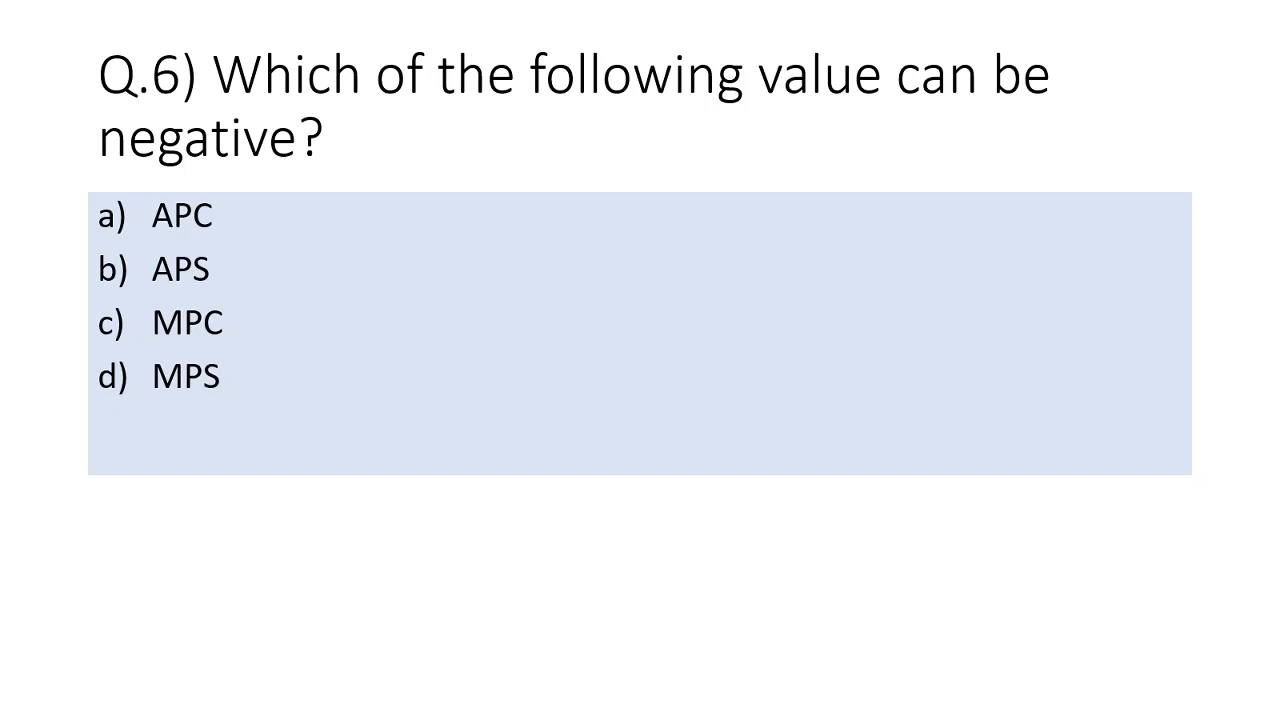 Q.6) Which of the following value can be
negative?
a) APC
b) APS
c) MPC
d) MPS